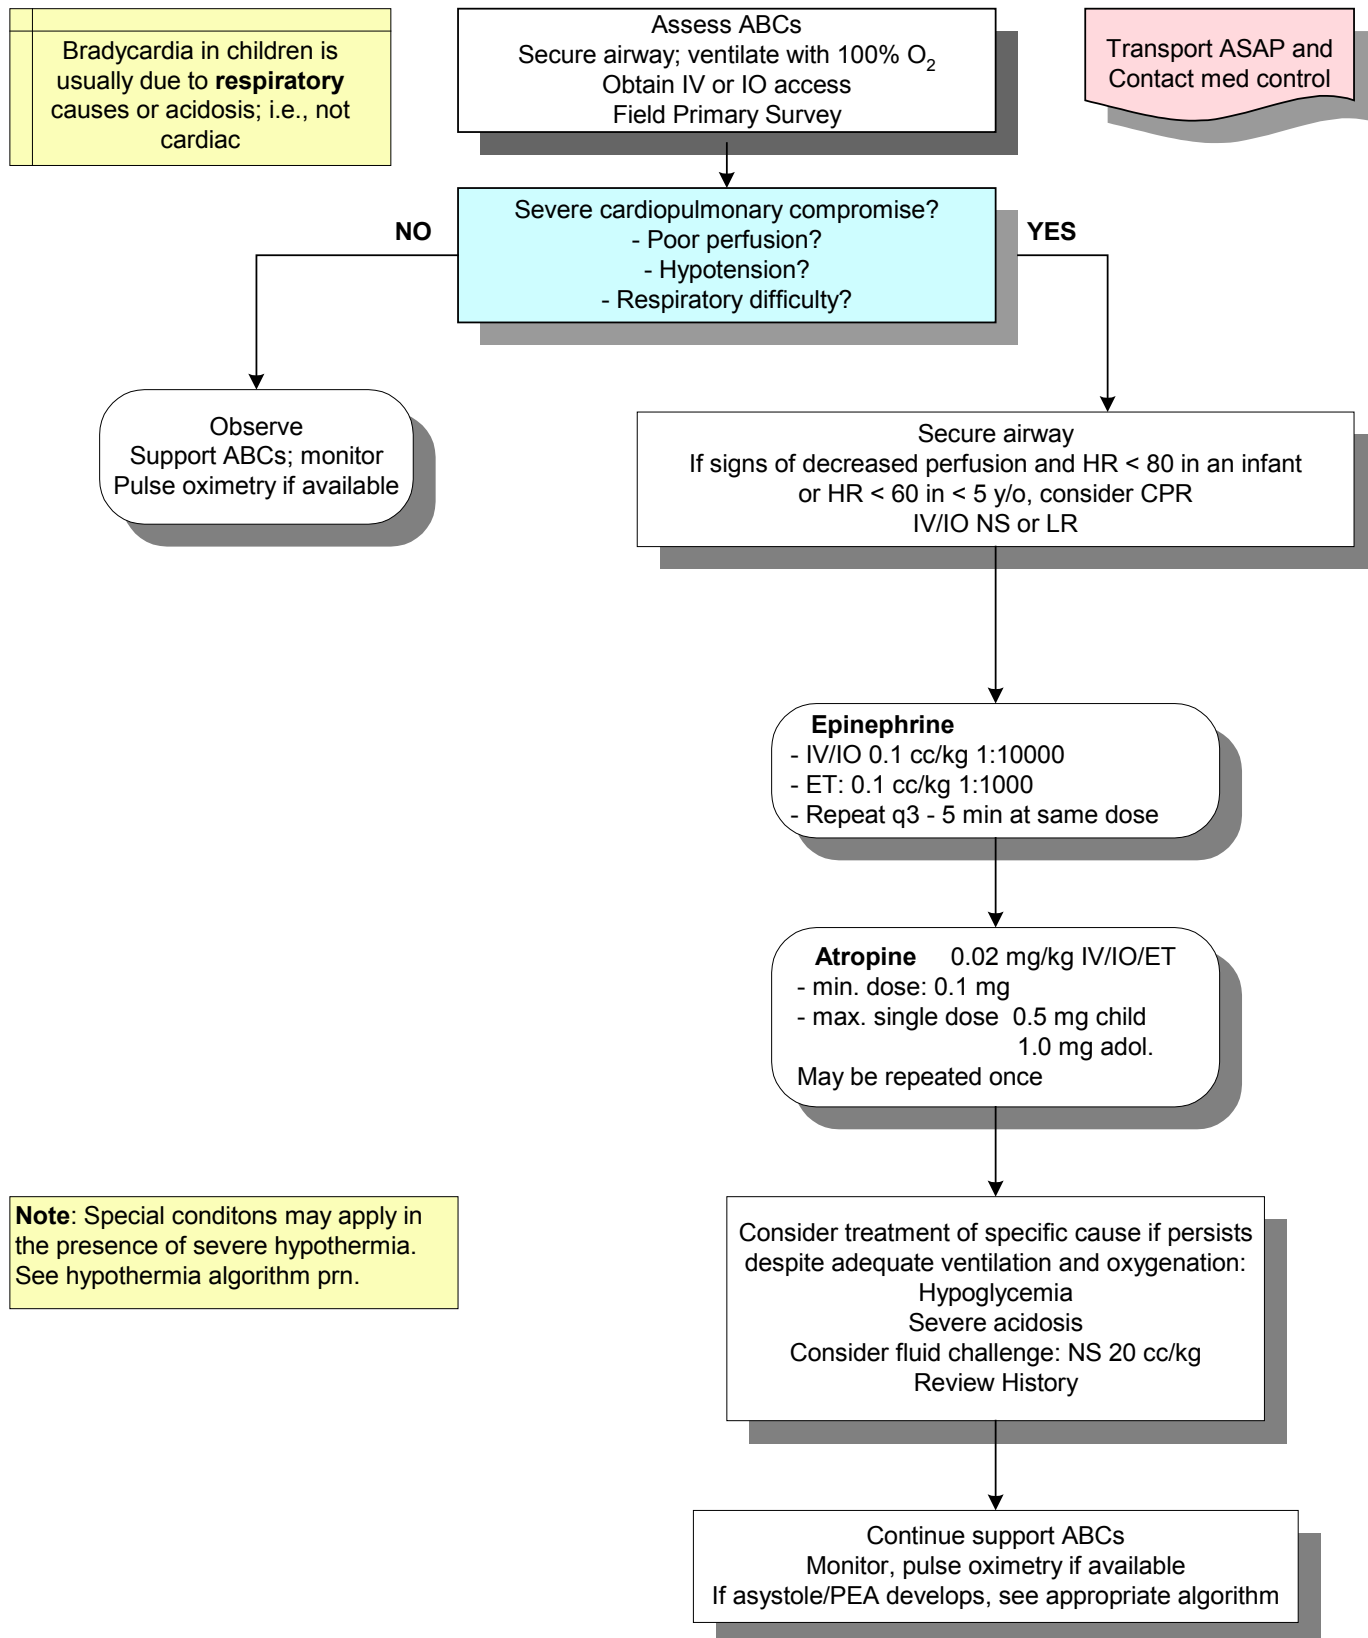 Bradycardia in children is
usually due to respiratory
causes or acidosis; i.e., not
cardiac
Assess ABCs
Secure airway; ventilate with 100% O₂
Obtain IV or IO access
Field Primary Survey
Transport ASAP and
Contact med control
Severe cardiopulmonary compromise?
- Poor perfusion?
- Hypotension?
- Respiratory difficulty?
NO
YES
Observe
Support ABCs; monitor
Pulse oximetry if available
Secure airway
If signs of decreased perfusion and HR < 80 in an infant
or HR < 60 in < 5 y/o, consider CPR
IV/IO NS or LR
Epinephrine
- IV/IO 0.1 cc/kg 1:10000
- ET: 0.1 cc/kg 1:1000
- Repeat q3 - 5 min at same dose
Atropine 0.02 mg/kg IV/IO/ET
- min. dose: 0.1 mg
- max. single dose 0.5 mg child
1.0 mg adol.
May be repeated once
Note: Special conditons may apply in
the presence of severe hypothermia.
See hypothermia algorithm prn.
Consider treatment of specific cause if persists
despite adequate ventilation and oxygenation:
Hypoglycemia
Severe acidosis
Consider fluid challenge: NS 20 cc/kg
Review History
Continue support ABCs
Monitor, pulse oximetry if available
If asystole/PEA develops, see appropriate algorithm